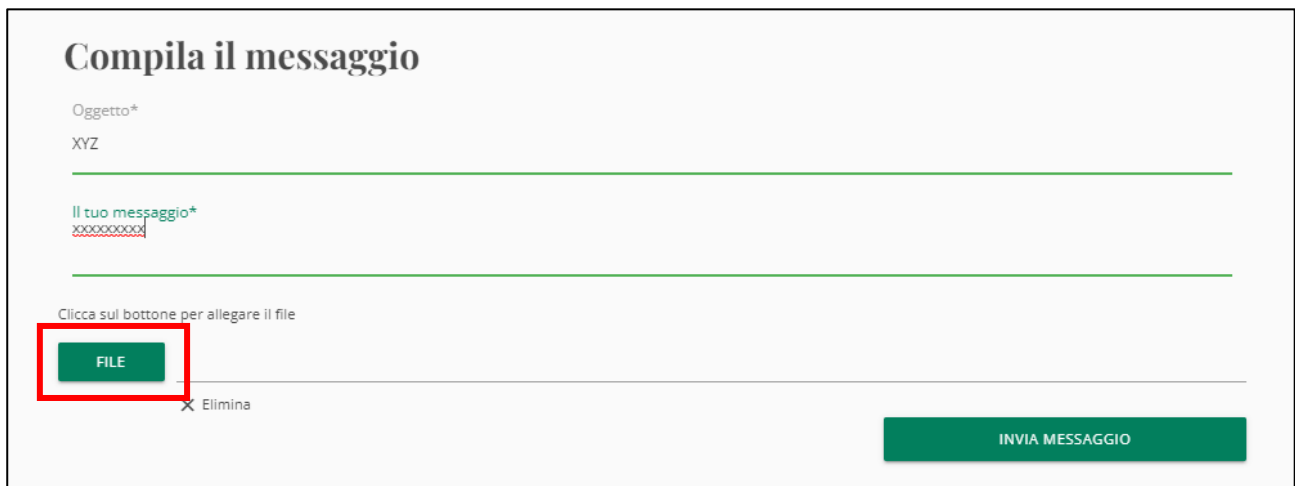 Compila il messaggio
Oggetto*
XYZ
Il tuo messaggio*
xxxxxxxxx
Clicca sul bottone per allegare il file
FILE
Elimina
INVIA MESSAGGIO